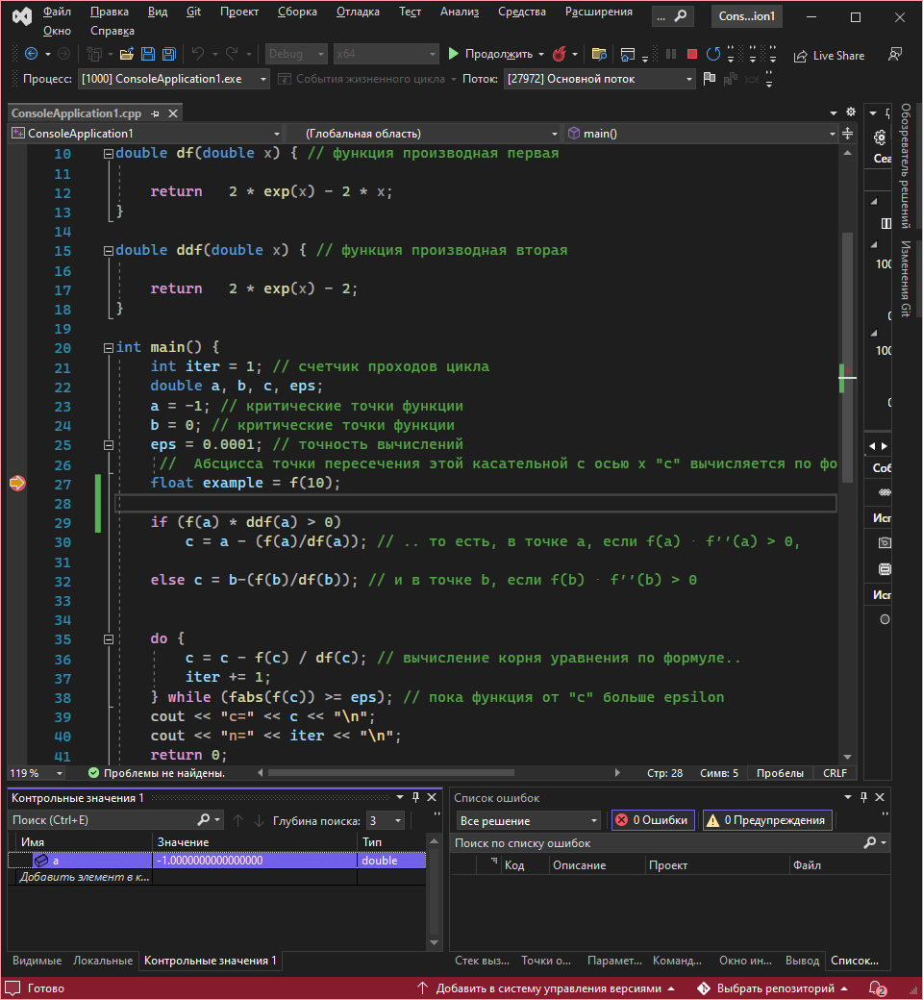 Файл Правка Вид Git Проект Сборка Отладка Тест Анализ Средства Расширения ... Cons...ion1
Окно Справка
Debug x64 Продолжить Live Share
Процесс: [1000] ConsoleApplication1.exe События жизненного цикла Поток: [27972] Основной поток
ConsoleApplication1.cpp
ConsoleApplication1 (Глобальная область) main()
10 double df(double x) { // функция производная первая
11
12 return 2 * exp(x) - 2 * x;
13 }
14
15 double ddf(double x) { // функция производная вторая
16
17 return 2 * exp(x) - 2;
18 }
19
20 int main() {
21 int iter = 1; // счетчик проходов цикла
22 double a, b, c, eps;
23 a = -1; // критические точки функции
24 b = 0; // критические точки функции
25 eps = 0.0001; // точность вычислений
26 // Абсцисса точки пересечения этой касательной с осью x "c" вычисляется по фо
27 float example = f(10);
28
29 if (f(a) * ddf(a) > 0)
30 c = a - (f(a)/df(a)); // .. то есть, в точке a, если f(a) · f''(a) > 0,
31
32 else c = b-(f(b)/df(b)); // и в точке b, если f(b) · f''(b) > 0
33
34
35 do {
36 c = c - f(c) / df(c); // вычисление корня уравнения по формуле..
37 iter += 1;
38 } while (fabs(f(c)) >= eps); // пока функция от "c" больше epsilon
39 cout << "c=" << c << "\n";
40 cout << "n=" << iter << "\n";
41 return 0;
119 % Проблемы не найдены. Стр: 28 Симв: 5 Пробелы CRLF
Обозреватель решений
Изменения Git
Сеа
100
0
100
0
Соб
Исп
Исп
Контрольные значения 1
Поиск (Ctrl+E) Глубина поиска: 3
Имя Значение Тип
a -1.0000000000000000 double
Добавить элемент в к...
Видимые Локальные Контрольные значения 1
Список ошибок
Все решение 0 Ошибки 0 Предупреждения
Поиск по списку ошибок
Код Описание Проект Файл
Стек выз... Точки о... Парамет... Команд... Окно ин... Вывод Список...
Готово Добавить в систему управления версиями Выбрать репозиторий 2